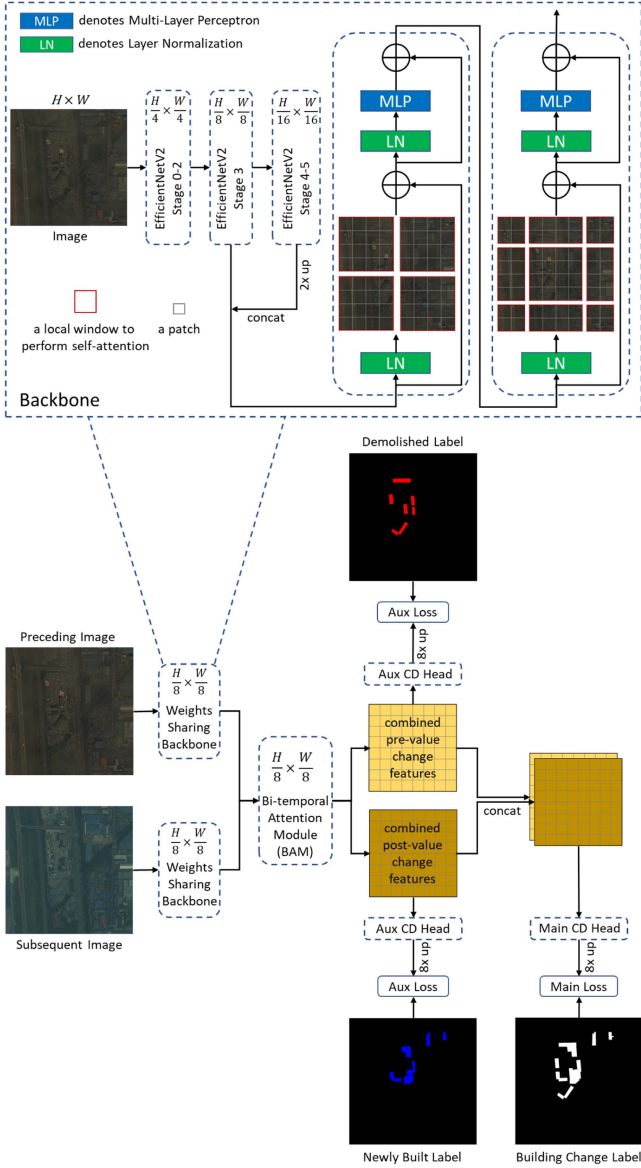 MLP denotes Multi-Layer Perceptron
LN denotes Layer Normalization
H × W
Image
H/4 × W/4
EfficientNetV2
Stage 0-2
H/8 × W/8
EfficientNetV2
Stage 3
H/16 × W/16
EfficientNetV2
Stage 4-5
2x up
concat
a local window to
perform self-attention
a patch
MLP
LN
LN
MLP
LN
LN
Backbone
Demolished Label
Aux Loss
8x up
Aux CD Head
Preceding Image
H/8 × W/8
Weights
Sharing
Backbone
H/8 × W/8
Bi-temporal
Attention
Module
(BAM)
combined
pre-value
change
features
concat
combined
post-value
change
features
H/8 × W/8
Weights
Sharing
Backbone
Subsequent Image
Aux CD Head
8x up
Aux Loss
Main CD Head
8x up
Main Loss
Newly Built Label
Building Change Label